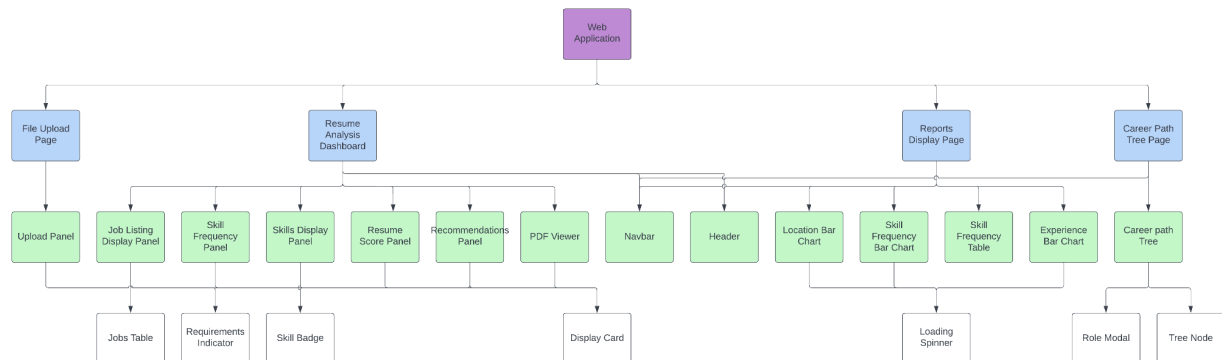 Web
Application
File Upload
Page
Resume
Analysis
Dashboard
Reports
Display Page
Career Path
Tree Page
Upload Panel
Job Listing
Display Panel
Skill
Frequency
Panel
Skills Display
Panel
Resume
Score Panel
Recommendations
Panel
PDF Viewer
Navbar
Header
Location Bar
Chart
Skill
Frequency
Bar Chart
Skill
Frequency
Table
Experience
Bar Chart
Career path
Tree
Jobs Table
Requirements
Indicator
Skill Badge
Display Card
Loading
Spinner
Role Modal
Tree Node